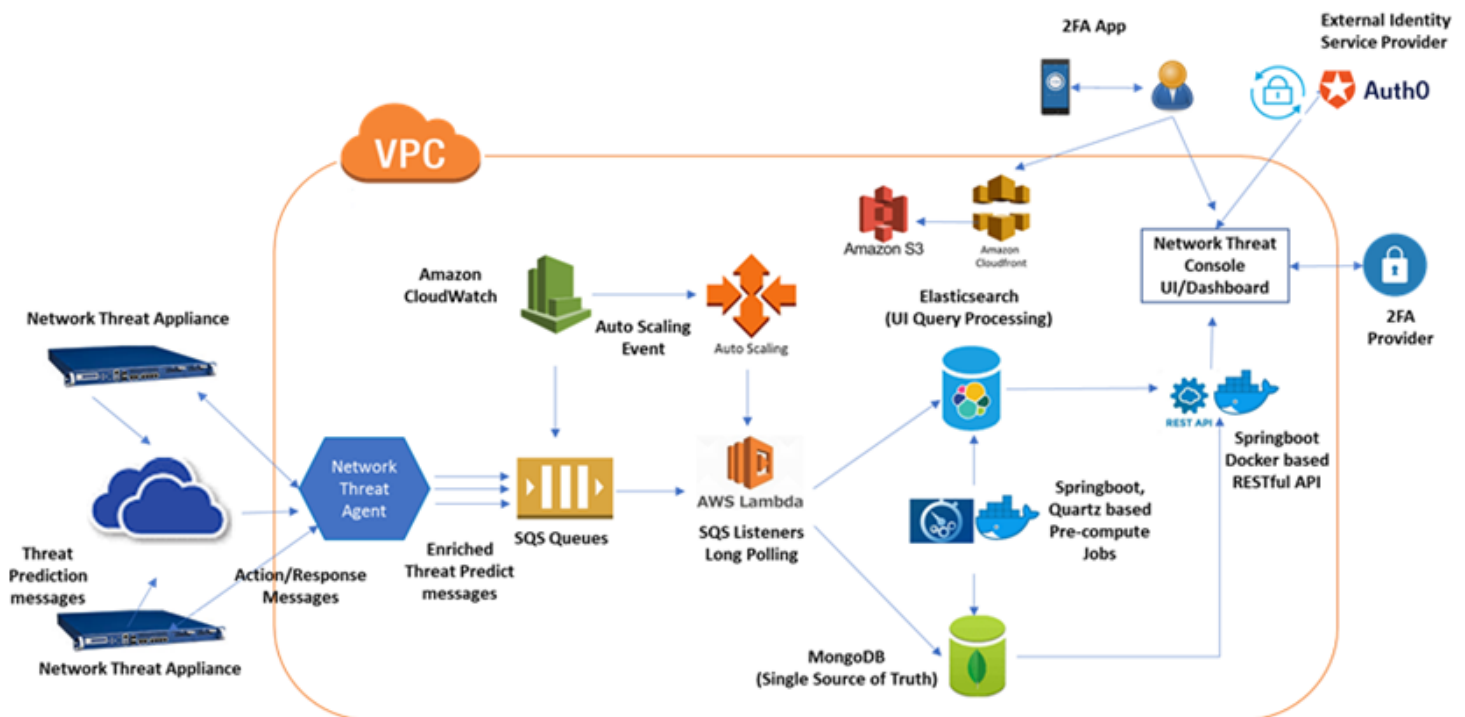 2FA App
External Identity
Service Provider
Auth0
VPC
Amazon S3
Amazon
Cloudfront
Network Threat
Console
UI/Dashboard
2FA
Provider
Amazon
CloudWatch
Auto Scaling
Event
Auto Scaling
Elasticsearch
(UI Query Processing)
Network Threat Appliance
REST API
Springboot
Docker based
RESTful API
Network
Threat
Agent
SQS Queues
AWS Lambda
SQS Listeners
Long Polling
Springboot,
Quartz based
Pre-compute
Jobs
Threat
Prediction
messages
Action/Response
Messages
Enriched
Threat Predict
messages
Network Threat Appliance
MongoDB
(Single Source of Truth)